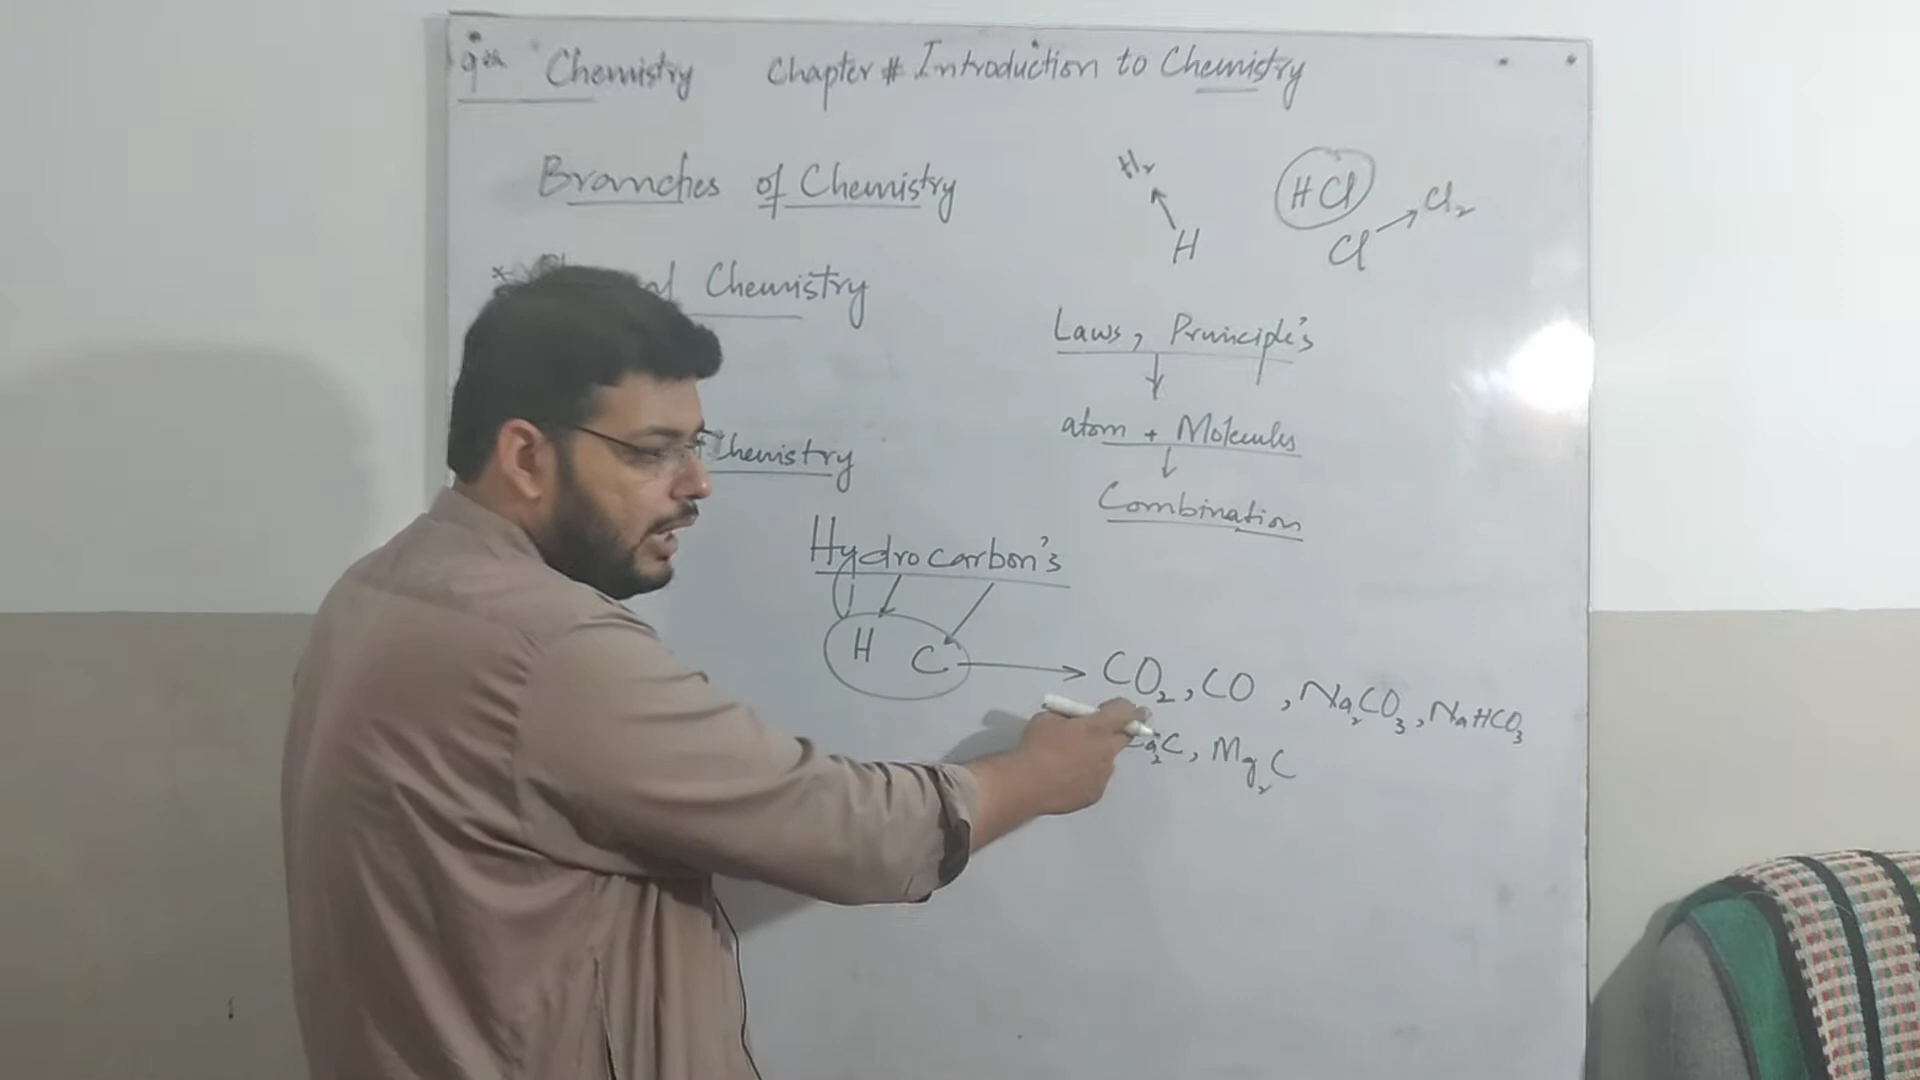 9th Chemistry Chapter # Introduction to Chemistry
Branches of Chemistry
H2
H
HCl
Cl
Cl2
* Chemistry
Laws, Principle's
atom + Molecules
Combination
Chemistry
Hydrocarbon's
H C
CO2, CO, Na2CO3, NaHCO3
Mg2C